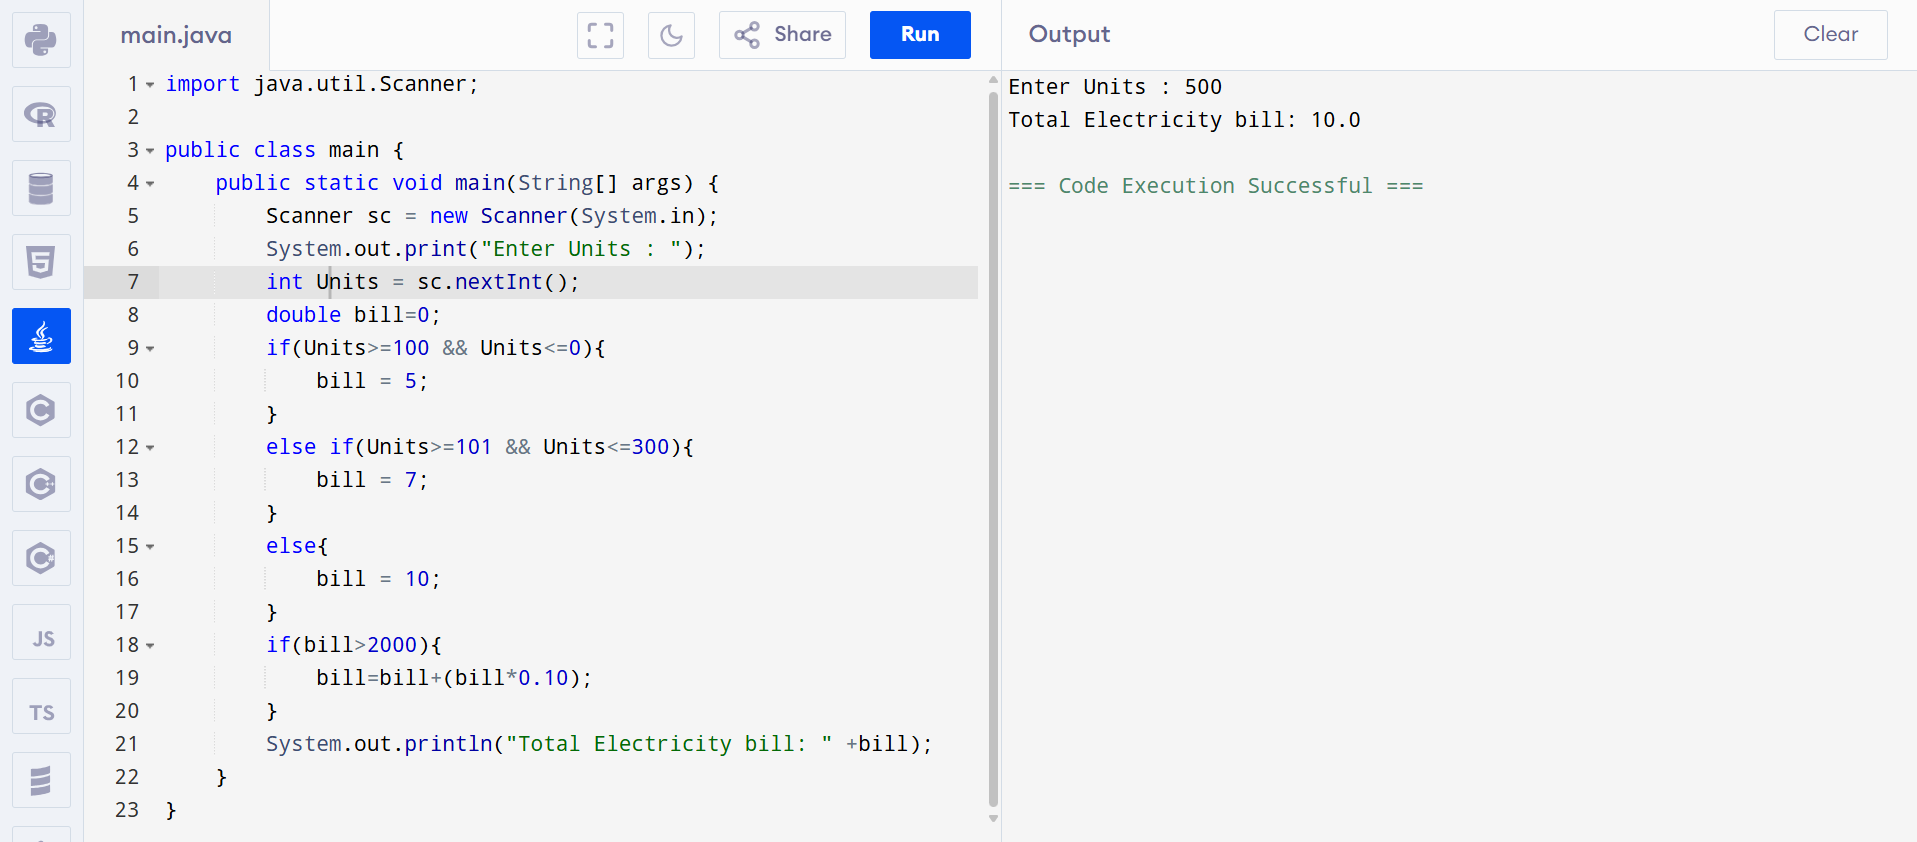 main.java
Share
Run
Output
Clear
1 import java.util.Scanner;
2
3 public class main {
4     public static void main(String[] args) {
5         Scanner sc = new Scanner(System.in);
6         System.out.print("Enter Units : ");
7         int Units = sc.nextInt();
8         double bill=0;
9         if(Units>=100 && Units<=0){
10             bill = 5;
11         }
12         else if(Units>=101 && Units<=300){
13             bill = 7;
14         }
15         else{
16             bill = 10;
17         }
18         if(bill>2000){
19             bill=bill+(bill*0.10);
20         }
21         System.out.println("Total Electricity bill: " +bill);
22     }
23 }
Enter Units : 500
Total Electricity bill: 10.0
=== Code Execution Successful ===
R
5
C
C
C
JS
TS